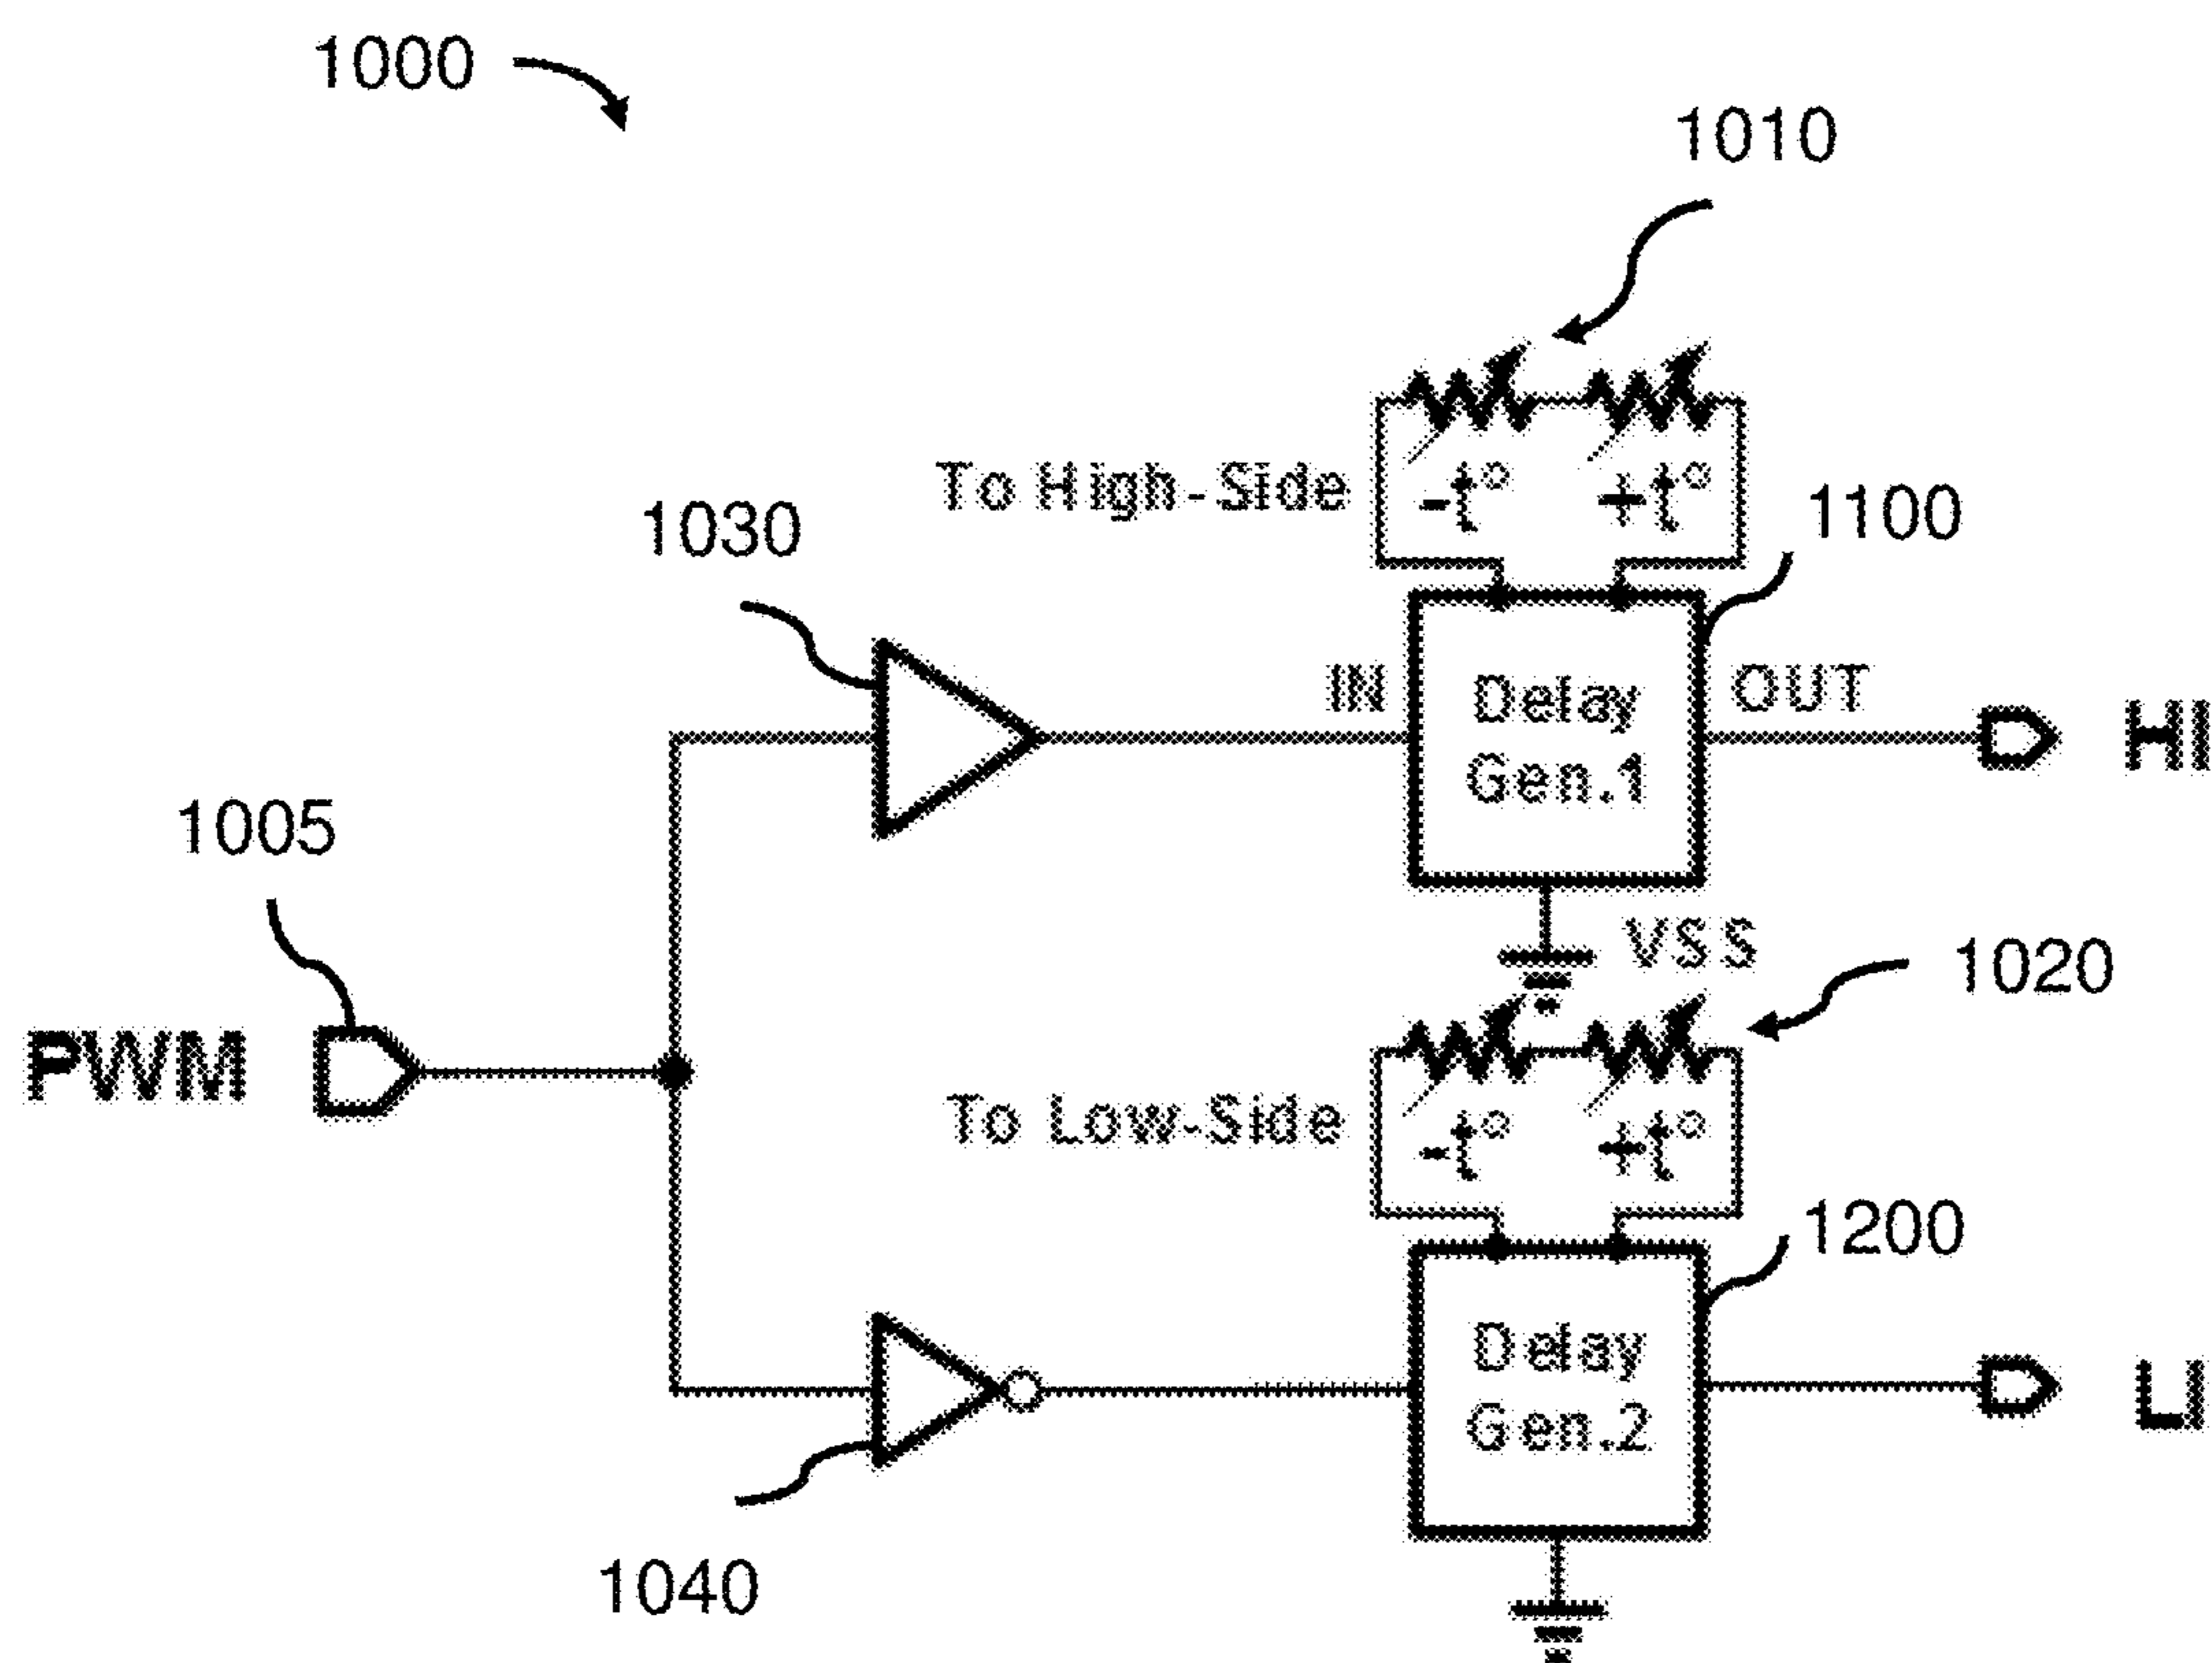 1000
1010
To High-Side
-t°
+t°
1100
1030
IN
Delay
Gen.1
OUT
HI
1005
VSS
1020
PWM
To Low-Side
-t°
+t°
1200
Delay
Gen.2
LI
1040